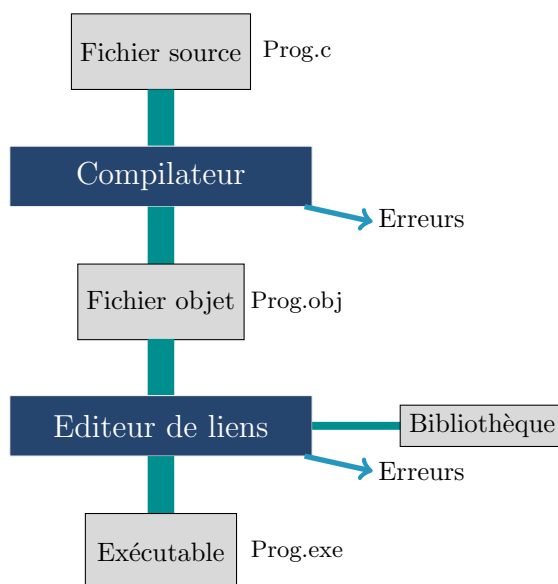 Fichier source
Prog.c
Compilateur
Erreurs
Fichier objet
Prog.obj
Editeur de liens
Bibliothèque
Erreurs
Exécutable
Prog.exe